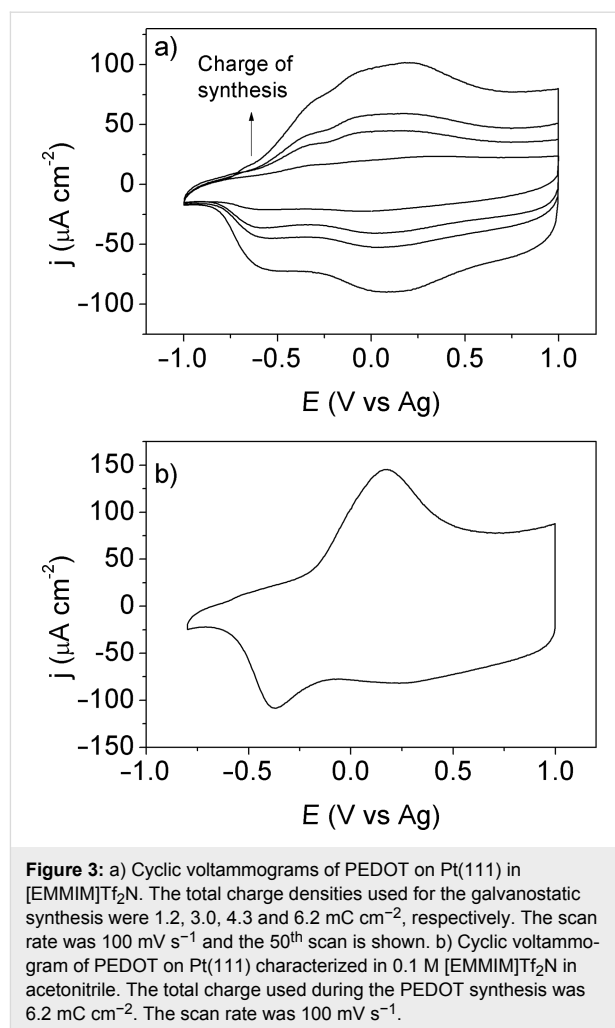 a)
Charge of
synthesis
100
50
0
−50
−100
j (μA cm⁻²)
−1.0 −0.5 0.0 0.5 1.0
E (V vs Ag)
b)
150
100
50
0
−50
−100
−150
j (μA cm⁻²)
−1.0 −0.5 0.0 0.5 1.0
E (V vs Ag)
Figure 3: a) Cyclic voltammograms of PEDOT on Pt(111) in
[EMMIM]Tf₂N. The total charge densities used for the galvanostatic
synthesis were 1.2, 3.0, 4.3 and 6.2 mC cm⁻², respectively. The scan
rate was 100 mV s⁻¹ and the 50th scan is shown. b) Cyclic voltammo-
gram of PEDOT on Pt(111) characterized in 0.1 M [EMMIM]Tf₂N in
acetonitrile. The total charge used during the PEDOT synthesis was
6.2 mC cm⁻². The scan rate was 100 mV s⁻¹.